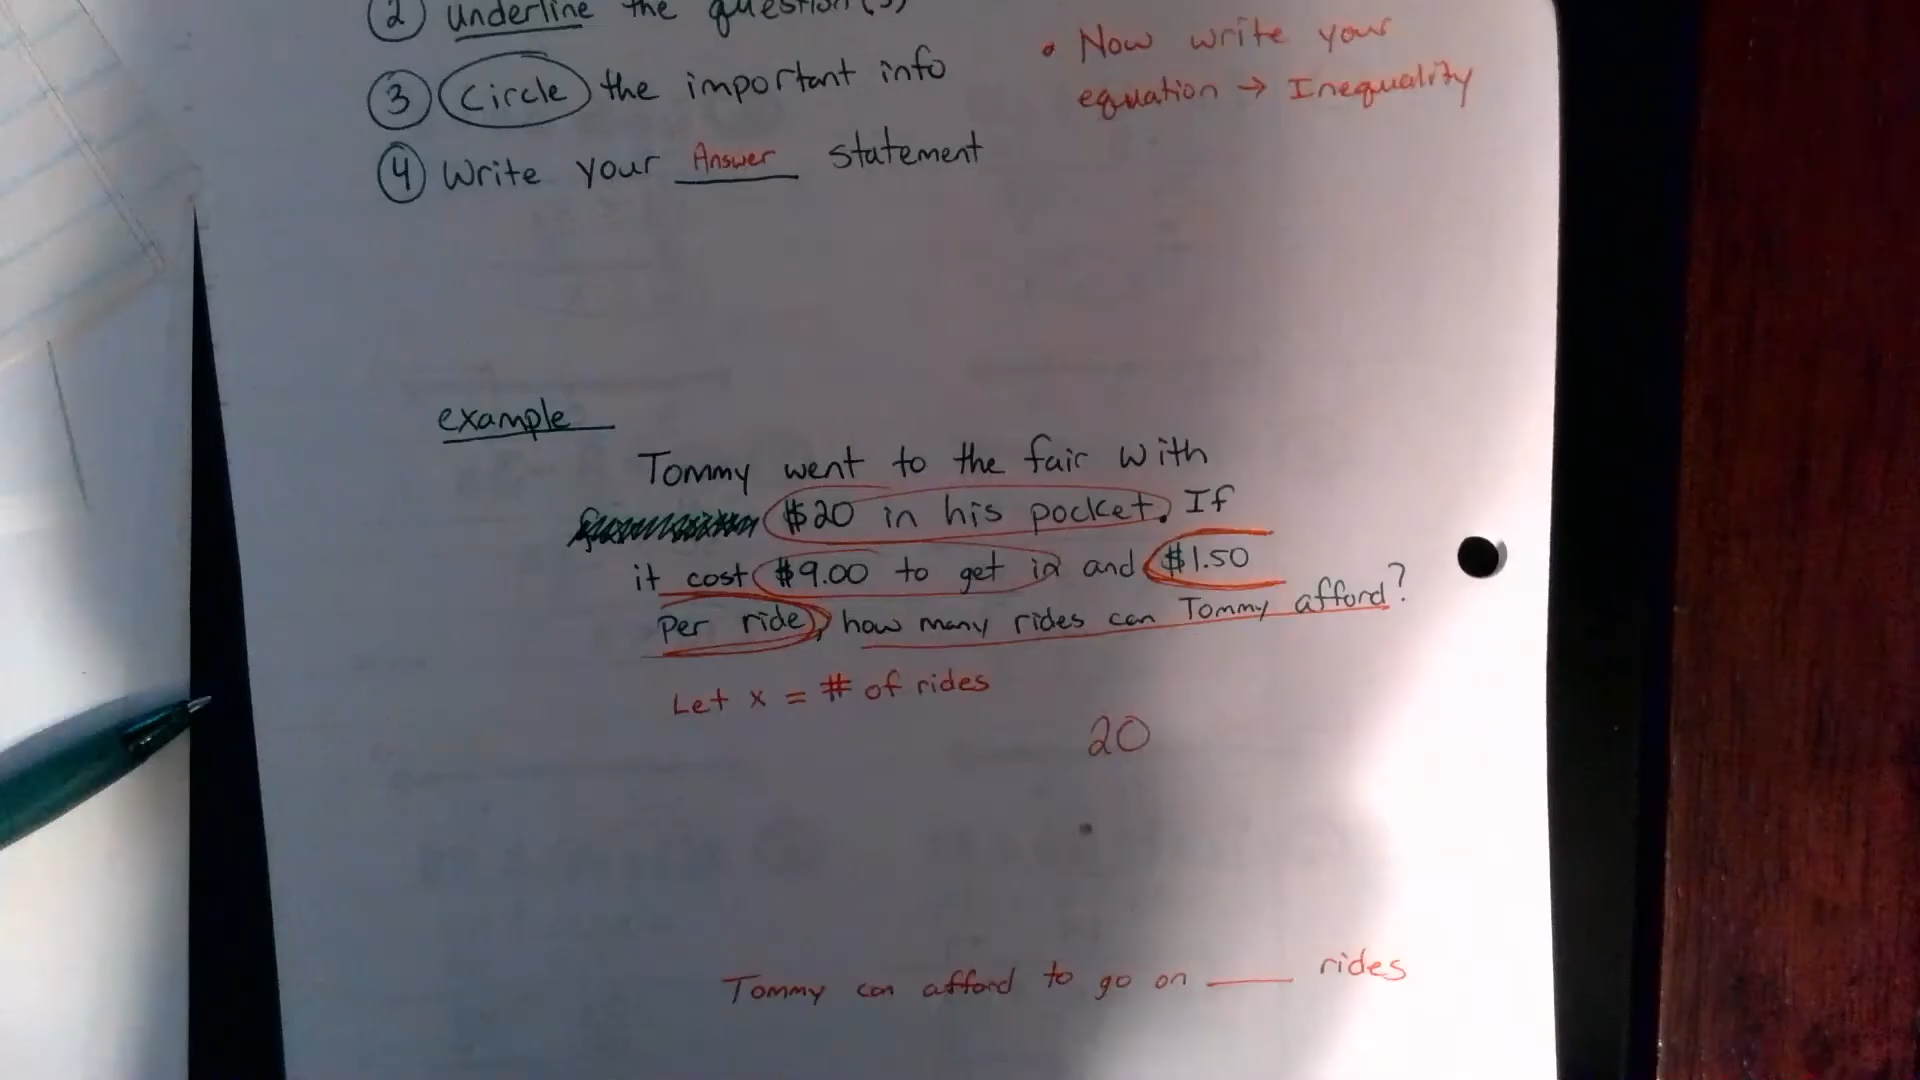 ② underline the question(s)
③ Circle the important info
④ Write your Answer statement
• Now write your
equation → Inequality
example
Tommy went to the fair with
$20 in his pocket. If
it cost $9.00 to get in and $1.50
Per ride, how many rides can Tommy afford?
Let x = # of rides
20
Tommy can afford to go on ____ rides